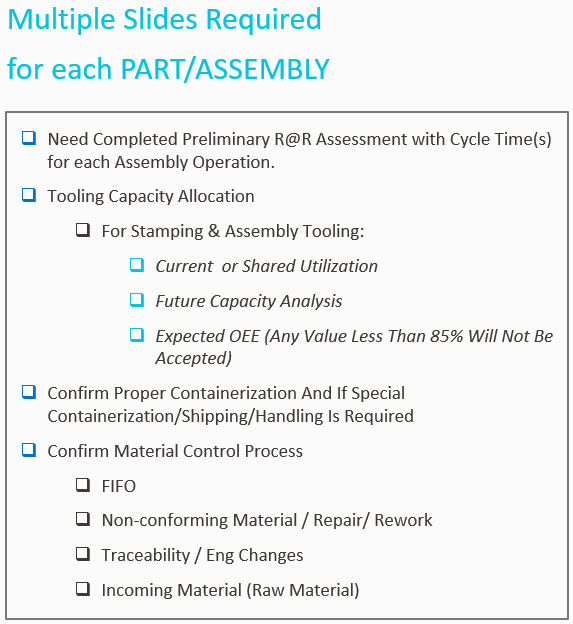 Multiple Slides Required
for each PART/ASSEMBLY
Need Completed Preliminary R@R Assessment with Cycle Time(s)
for each Assembly Operation.
Tooling Capacity Allocation
For Stamping & Assembly Tooling:
Current or Shared Utilization
Future Capacity Analysis
Expected OEE (Any Value Less Than 85% Will Not Be
Accepted)
Confirm Proper Containerization And If Special
Containerization/Shipping/Handling Is Required
Confirm Material Control Process
FIFO
Non-conforming Material / Repair/ Rework
Traceability / Eng Changes
Incoming Material (Raw Material)